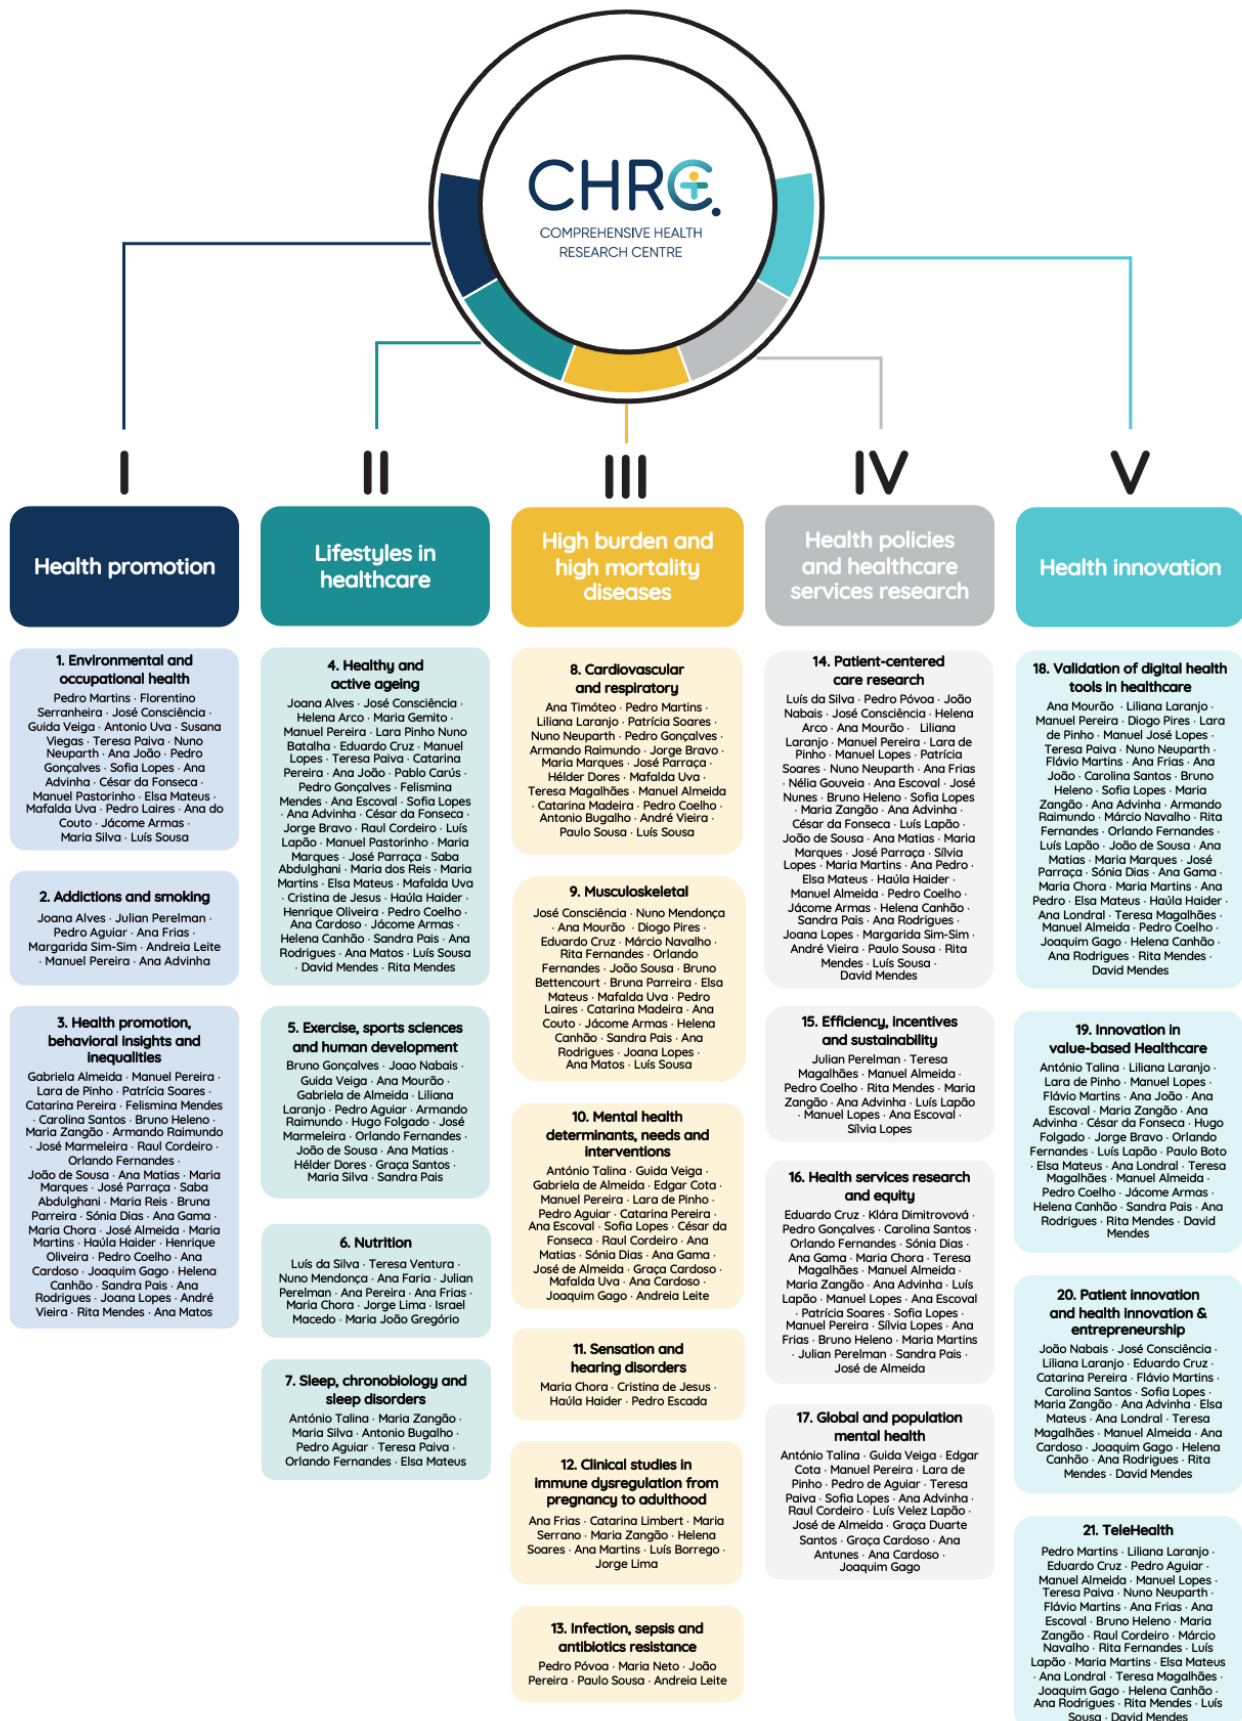 CHRC
COMPREHENSIVE HEALTH
RESEARCH CENTRE
I
Health promotion
1. Environmental and
occupational health
Pedro Martins · Florentino
Serranheira · José Consciência ·
Guida Veiga · Antonio Uva · Susana
Viegas · Teresa Paiva · Nuno
Neuparth · Ana João · Pedro
Gonçalves · Sofia Lopes · Ana
Advinha · César da Fonseca ·
Manuel Pastorinho · Elsa Mateus ·
Mafalda Uva · Pedro Laires · Ana do
Couto · Jácome Armas ·
Maria Silva · Luís Sousa
2. Addictions and smoking
Joana Alves · Julian Perelman ·
Pedro Aguiar · Ana Frias ·
Margarida Sim-Sim · Andreia Leite
· Manuel Pereira · Ana Advinha
3. Health promotion,
behavioral insights and
inequalities
Gabriela Almeida · Manuel Pereira ·
Lara de Pinho · Patrícia Soares ·
Catarina Pereira · Felismina Mendes
· Carolina Santos · Bruno Heleno ·
Maria Zangão · Armando Raimundo
· José Marmeleira · Raul Cordeiro ·
Orlando Fernandes ·
João de Sousa · Ana Matias · Maria
Marques · José Parraça · Saba
Abdulghani · Maria Reis · Bruna
Parreira · Sónia Dias · Ana Gama ·
Maria Chora · José Almeida · Maria
Martins · Haúla Haider · Henrique
Oliveira · Pedro Coelho · Ana
Cardoso · Joaquim Gago · Helena
Canhão · Sandra Pais · Ana
Rodrigues · Joana Lopes · André
Vieira · Rita Mendes · Ana Matos
II
Lifestyles in
healthcare
4. Healthy and
active ageing
Joana Alves · José Consciência ·
Helena Arco · Maria Gemito ·
Manuel Pereira · Lara Pinho Nuno
Batalha · Eduardo Cruz · Manuel
Lopes · Teresa Paiva · Catarina
Pereira · Ana João · Pablo Carús ·
Pedro Gonçalves · Felismina
Mendes · Ana Escoval · Sofia Lopes
· Ana Advinha · César da Fonseca ·
Jorge Bravo · Raul Cordeiro · Luís
Lapão · Manuel Pastorinho · Maria
Marques · José Parraça · Saba
Abdulghani · Maria dos Reis · Maria
Martins · Elsa Mateus · Mafalda Uva
· Cristina de Jesus · Haúla Haider ·
Henrique Oliveira · Pedro Coelho ·
Ana Cardoso · Jácome Armas ·
Helena Canhão · Sandra Pais · Ana
Rodrigues · Ana Matos · Luís Sousa
· David Mendes · Rita Mendes
5. Exercise, sports sciences
and human development
Bruno Gonçalves · Joao Nabais ·
Guida Veiga · Ana Mourão ·
Gabriela de Almeida · Liliana
Laranjo · Pedro Aguiar · Armando
Raimundo · Hugo Folgado · José
Marmeleira · Orlando Fernandes ·
João de Sousa · Ana Matias ·
Hélder Dores · Graça Santos ·
Maria Silva · Sandra Pais
6. Nutrition
Luís da Silva · Teresa Ventura ·
Nuno Mendonça · Ana Faria · Julian
Perelman · Ana Pereira · Ana Frias ·
Maria Chora · Jorge Lima · Israel
Macedo · Maria João Gregório
7. Sleep, chronobiology and
sleep disorders
António Talina · Maria Zangão ·
Maria Silva · Antonio Bugalho ·
Pedro Aguiar · Teresa Paiva ·
Orlando Fernandes · Elsa Mateus
III
High burden and
high mortality
diseases
8. Cardiovascular
and respiratory
Ana Timóteo · Pedro Martins ·
Liliana Laranjo · Patrícia Soares ·
Nuno Neuparth · Pedro Gonçalves ·
Armando Raimundo · Jorge Bravo ·
Maria Marques · José Parraça ·
Hélder Dores · Mafalda Uva ·
Teresa Magalhães · Manuel Almeida
· Catarina Madeira · Pedro Coelho ·
Antonio Bugalho · André Vieira ·
Paulo Sousa · Luís Sousa
9. Musculoskeletal
José Consciência · Nuno Mendonça
· Ana Mourão · Diogo Pires ·
Eduardo Cruz · Márcio Navalho ·
Rita Fernandes · Orlando
Fernandes · João Sousa · Bruno
Bettencourt · Bruna Parreira · Elsa
Mateus · Mafalda Uva · Pedro
Laires · Catarina Madeira · Ana
Couto · Jácome Armas · Helena
Canhão · Sandra Pais · Ana
Rodrigues · Joana Lopes ·
Ana Matos · Luís Sousa
10. Mental health
determinants, needs and
interventions
António Talina · Guida Veiga ·
Gabriela de Almeida · Edgar Cota ·
Manuel Pereira · Lara de Pinho ·
Pedro Aguiar · Catarina Pereira ·
Ana Escoval · Sofia Lopes · César da
Fonseca · Raul Cordeiro · Ana
Matias · Sónia Dias · Ana Gama ·
José de Almeida · Graça Cardoso ·
Mafalda Uva · Ana Cardoso ·
Joaquim Gago · Andreia Leite
11. Sensation and
hearing disorders
Maria Chora · Cristina de Jesus ·
Haúla Haider · Pedro Escada
12. Clinical studies in
immune dysregulation from
pregnancy to adulthood
Ana Frias · Catarina Limbert · Maria
Serrano · Maria Zangão · Helena
Soares · Ana Martins · Luís Borrego ·
Jorge Lima
13. Infection, sepsis and
antibiotics resistance
Pedro Póvoa · Maria Neto · João
Pereira · Paulo Sousa · Andreia Leite
IV
Health policies
and healthcare
services research
14. Patient-centered
care research
Luís da Silva · Pedro Póvoa · João
Nabais · José Consciência · Helena
Arco · Ana Mourão · Liliana
Laranjo · Manuel Pereira · Lara de
Pinho · Manuel Lopes · Patrícia
Soares · Nuno Neuparth · Ana Frias
· Nélia Gouveia · Ana Escoval · José
Nunes · Bruno Heleno · Sofia Lopes
· Maria Zangão · Ana Advinha ·
César da Fonseca · Luís Lapão ·
João de Sousa · Ana Matias · Maria
Marques · José Parraça · Sílvia
Lopes · Maria Martins · Ana Pedro ·
Elsa Mateus · Haúla Haider ·
Manuel Almeida · Pedro Coelho ·
Jácome Armas · Helena Canhão ·
Sandra Pais · Ana Rodrigues ·
Joana Lopes · Margarida Sim-Sim ·
André Vieira · Paulo Sousa · Rita
Mendes · Luís Sousa ·
David Mendes
15. Efficiency, incentives
and sustainability
Julian Perelman · Teresa
Magalhães · Manuel Almeida ·
Pedro Coelho · Rita Mendes · Maria
Zangão · Ana Advinha · Luís Lapão
· Manuel Lopes · Ana Escoval ·
Sílvia Lopes
16. Health services research
and equity
Eduardo Cruz · Klára Dimitrovová ·
Pedro Gonçalves · Carolina Santos ·
Orlando Fernandes · Sónia Dias ·
Ana Gama · Maria Chora · Teresa
Magalhães · Manuel Almeida ·
Maria Zangão · Ana Advinha · Luís
Lapão · Manuel Lopes · Ana Escoval
· Patrícia Soares · Sofia Lopes ·
Manuel Pereira · Sílvia Lopes · Ana
Frias · Bruno Heleno · Maria Martins
· Julian Perelman · Sandra Pais ·
José de Almeida
17. Global and population
mental health
António Talina · Guida Veiga · Edgar
Cota · Manuel Pereira · Lara de
Pinho · Pedro de Aguiar · Teresa
Paiva · Sofia Lopes · Ana Advinha ·
Raul Cordeiro · Luís Velez Lapão ·
José de Almeida · Graça Duarte
Santos · Graça Cardoso · Ana
Antunes · Ana Cardoso ·
Joaquim Gago
V
Health innovation
18. Validation of digital health
tools in healthcare
Ana Mourão · Liliana Laranjo ·
Manuel Pereira · Diogo Pires · Lara
de Pinho · Manuel José Lopes ·
Teresa Paiva · Nuno Neuparth ·
Flávio Martins · Ana Frias · Ana
João · Carolina Santos · Bruno
Heleno · Sofia Lopes · Maria
Zangão · Ana Advinha · Armando
Raimundo · Márcio Navalho · Rita
Fernandes · Orlando Fernandes ·
Luís Lapão · João de Sousa · Ana
Matias · Maria Marques · José
Parraça · Sónia Dias · Ana Gama ·
Maria Chora · Maria Martins · Ana
Pedro · Elsa Mateus · Haúla Haider ·
Ana Londral · Teresa Magalhães ·
Manuel Almeida · Pedro Coelho ·
Joaquim Gago · Helena Canhão ·
Ana Rodrigues · Rita Mendes ·
David Mendes
19. Innovation in
value-based Healthcare
António Talina · Liliana Laranjo ·
Lara de Pinho · Manuel Lopes ·
Flávio Martins · Ana João · Ana
Escoval · Maria Zangão · Ana
Advinha · César da Fonseca · Hugo
Folgado · Jorge Bravo · Orlando
Fernandes · Luís Lapão · Paulo Boto
· Elsa Mateus · Ana Londral · Teresa
Magalhães · Manuel Almeida ·
Pedro Coelho · Jácome Armas ·
Helena Canhão · Sandra Pais · Ana
Rodrigues · Rita Mendes · David
Mendes
20. Patient innovation
and health innovation &
entrepreneurship
João Nabais · José Consciência ·
Liliana Laranjo · Eduardo Cruz ·
Catarina Pereira · Flávio Martins ·
Carolina Santos · Sofia Lopes ·
Maria Zangão · Ana Advinha · Elsa
Mateus · Ana Londral · Teresa
Magalhães · Manuel Almeida · Ana
Cardoso · Joaquim Gago · Helena
Canhão · Ana Rodrigues · Rita
Mendes · David Mendes
21. TeleHealth
Pedro Martins · Liliana Laranjo ·
Eduardo Cruz · Pedro Aguiar ·
Manuel Almeida · Manuel Lopes ·
Teresa Paiva · Nuno Neuparth ·
Flávio Martins · Ana Frias · Ana
Escoval · Bruno Heleno · Maria
Zangão · Raul Cordeiro · Márcio
Navalho · Rita Fernandes · Luís
Lapão · Maria Martins · Elsa Mateus
· Ana Londral · Teresa Magalhães ·
Joaquim Gago · Helena Canhão ·
Ana Rodrigues · Rita Mendes · Luís
Sousa · David Mendes